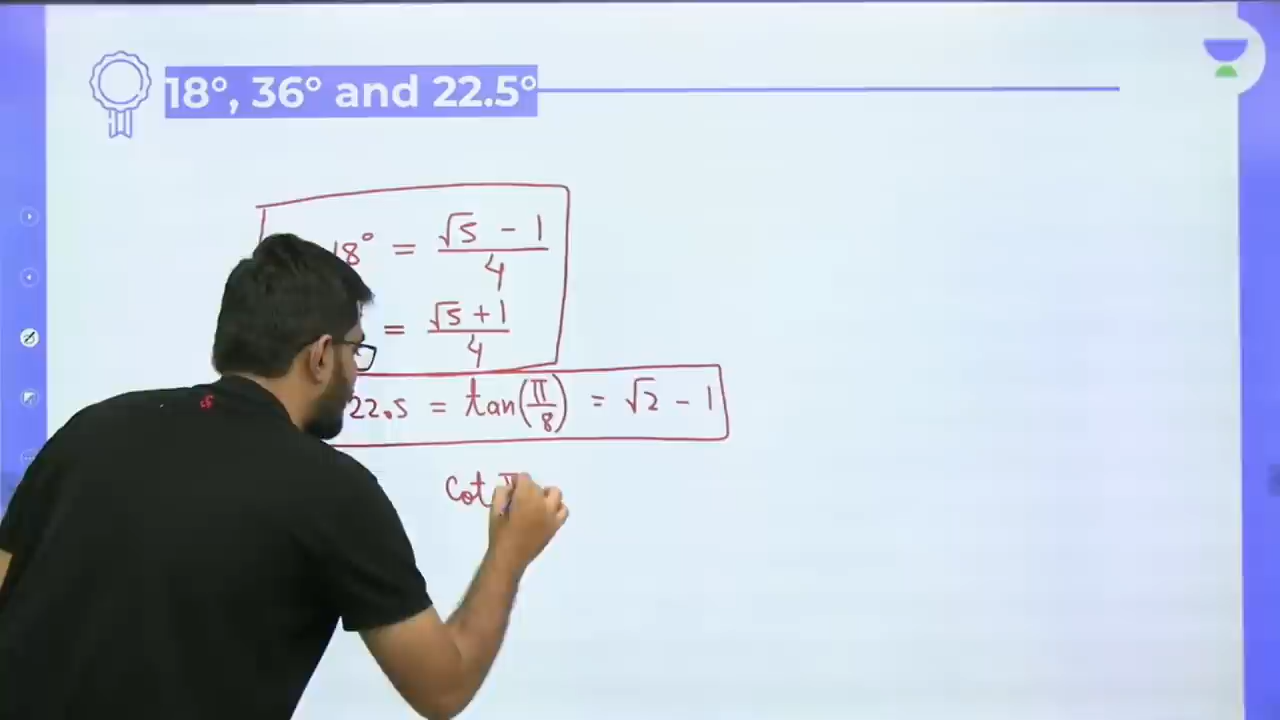 18°, 36° and 22.5°
18° = √5 - 1 / 4
= √5 + 1 / 4
22.5 = tan(π/8) = √2 - 1
cot π